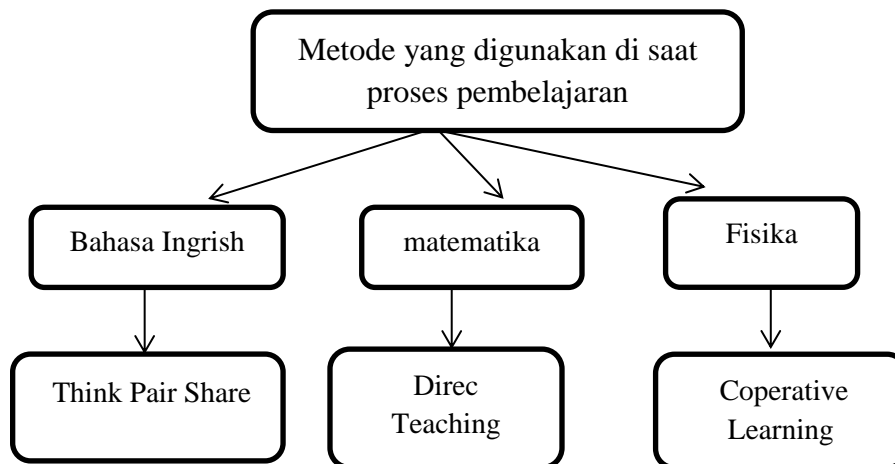 Metode yang digunakan di saat
proses pembelajaran
Bahasa Ingrish
matematika
Fisika
Think Pair Share
Direc
Teaching
Coperative
Learning